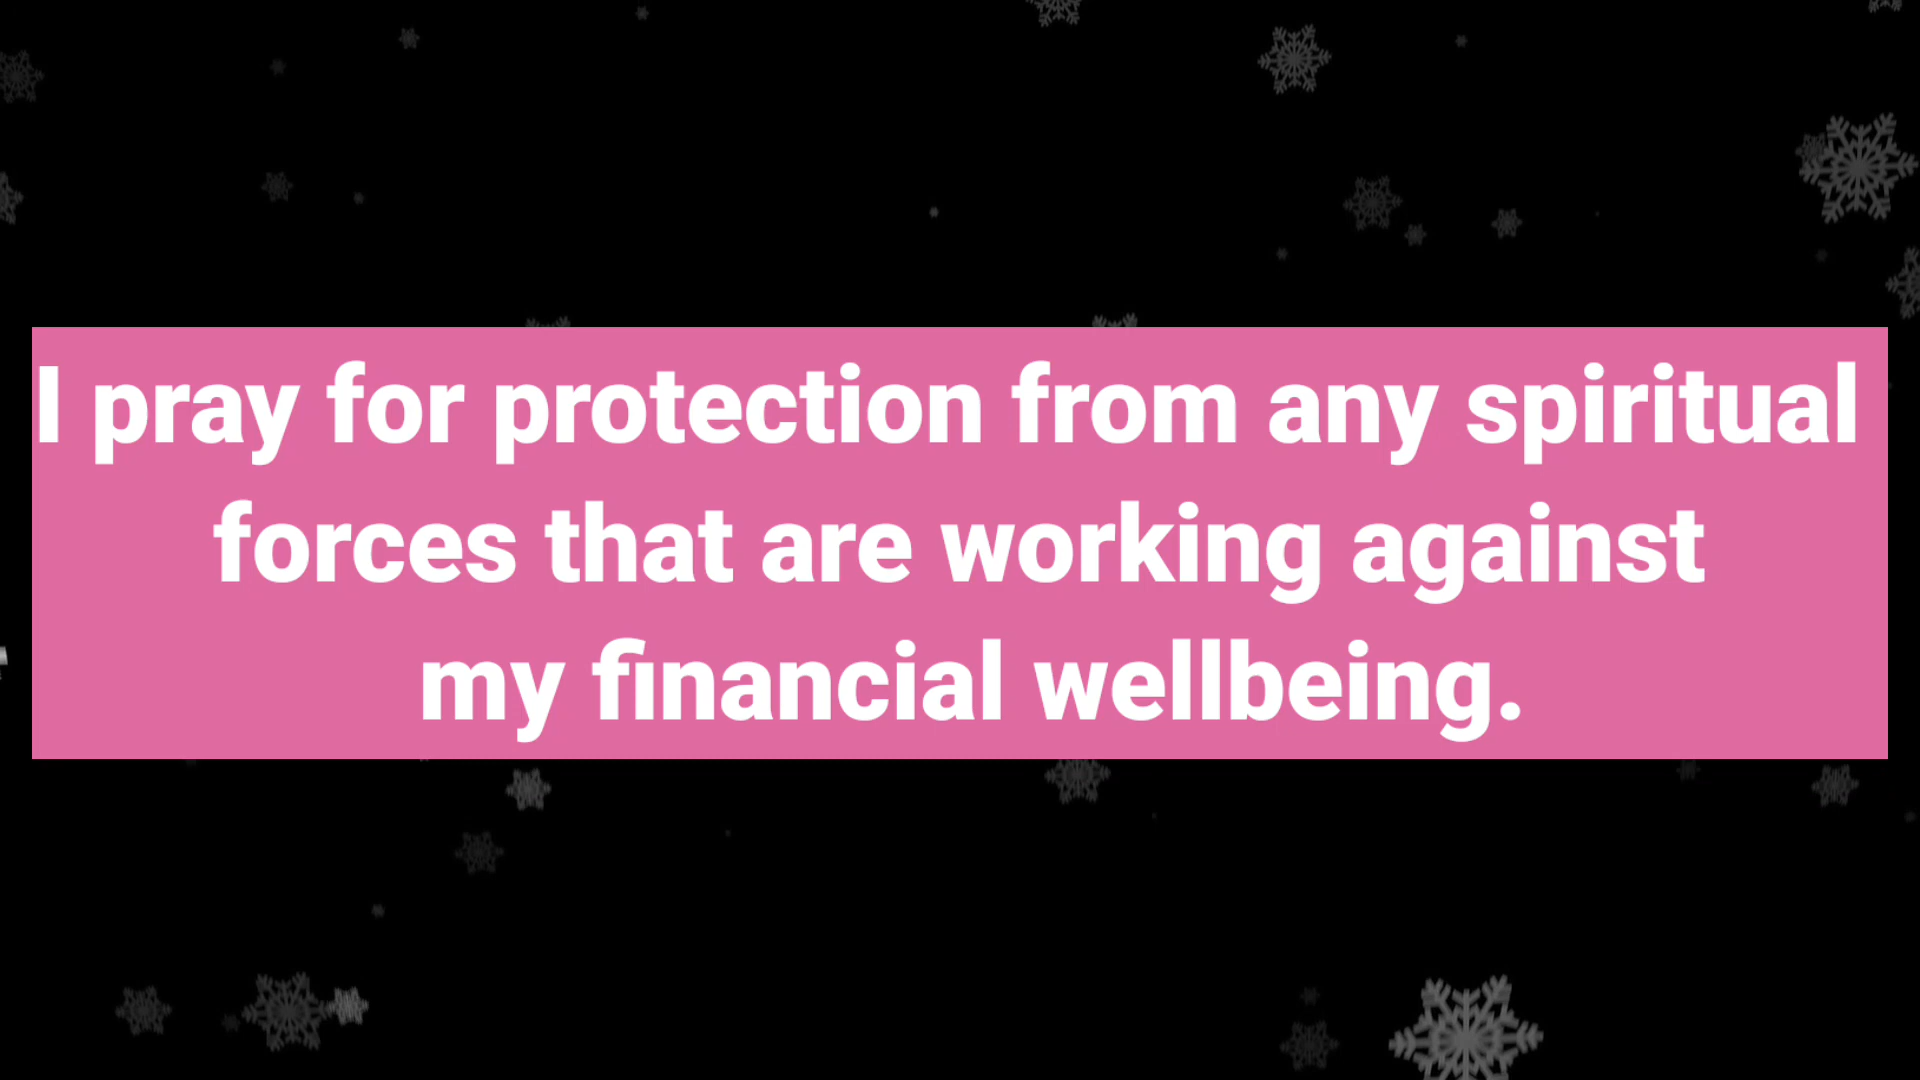 I pray for protection from any spiritual
forces that are working against
my financial wellbeing.